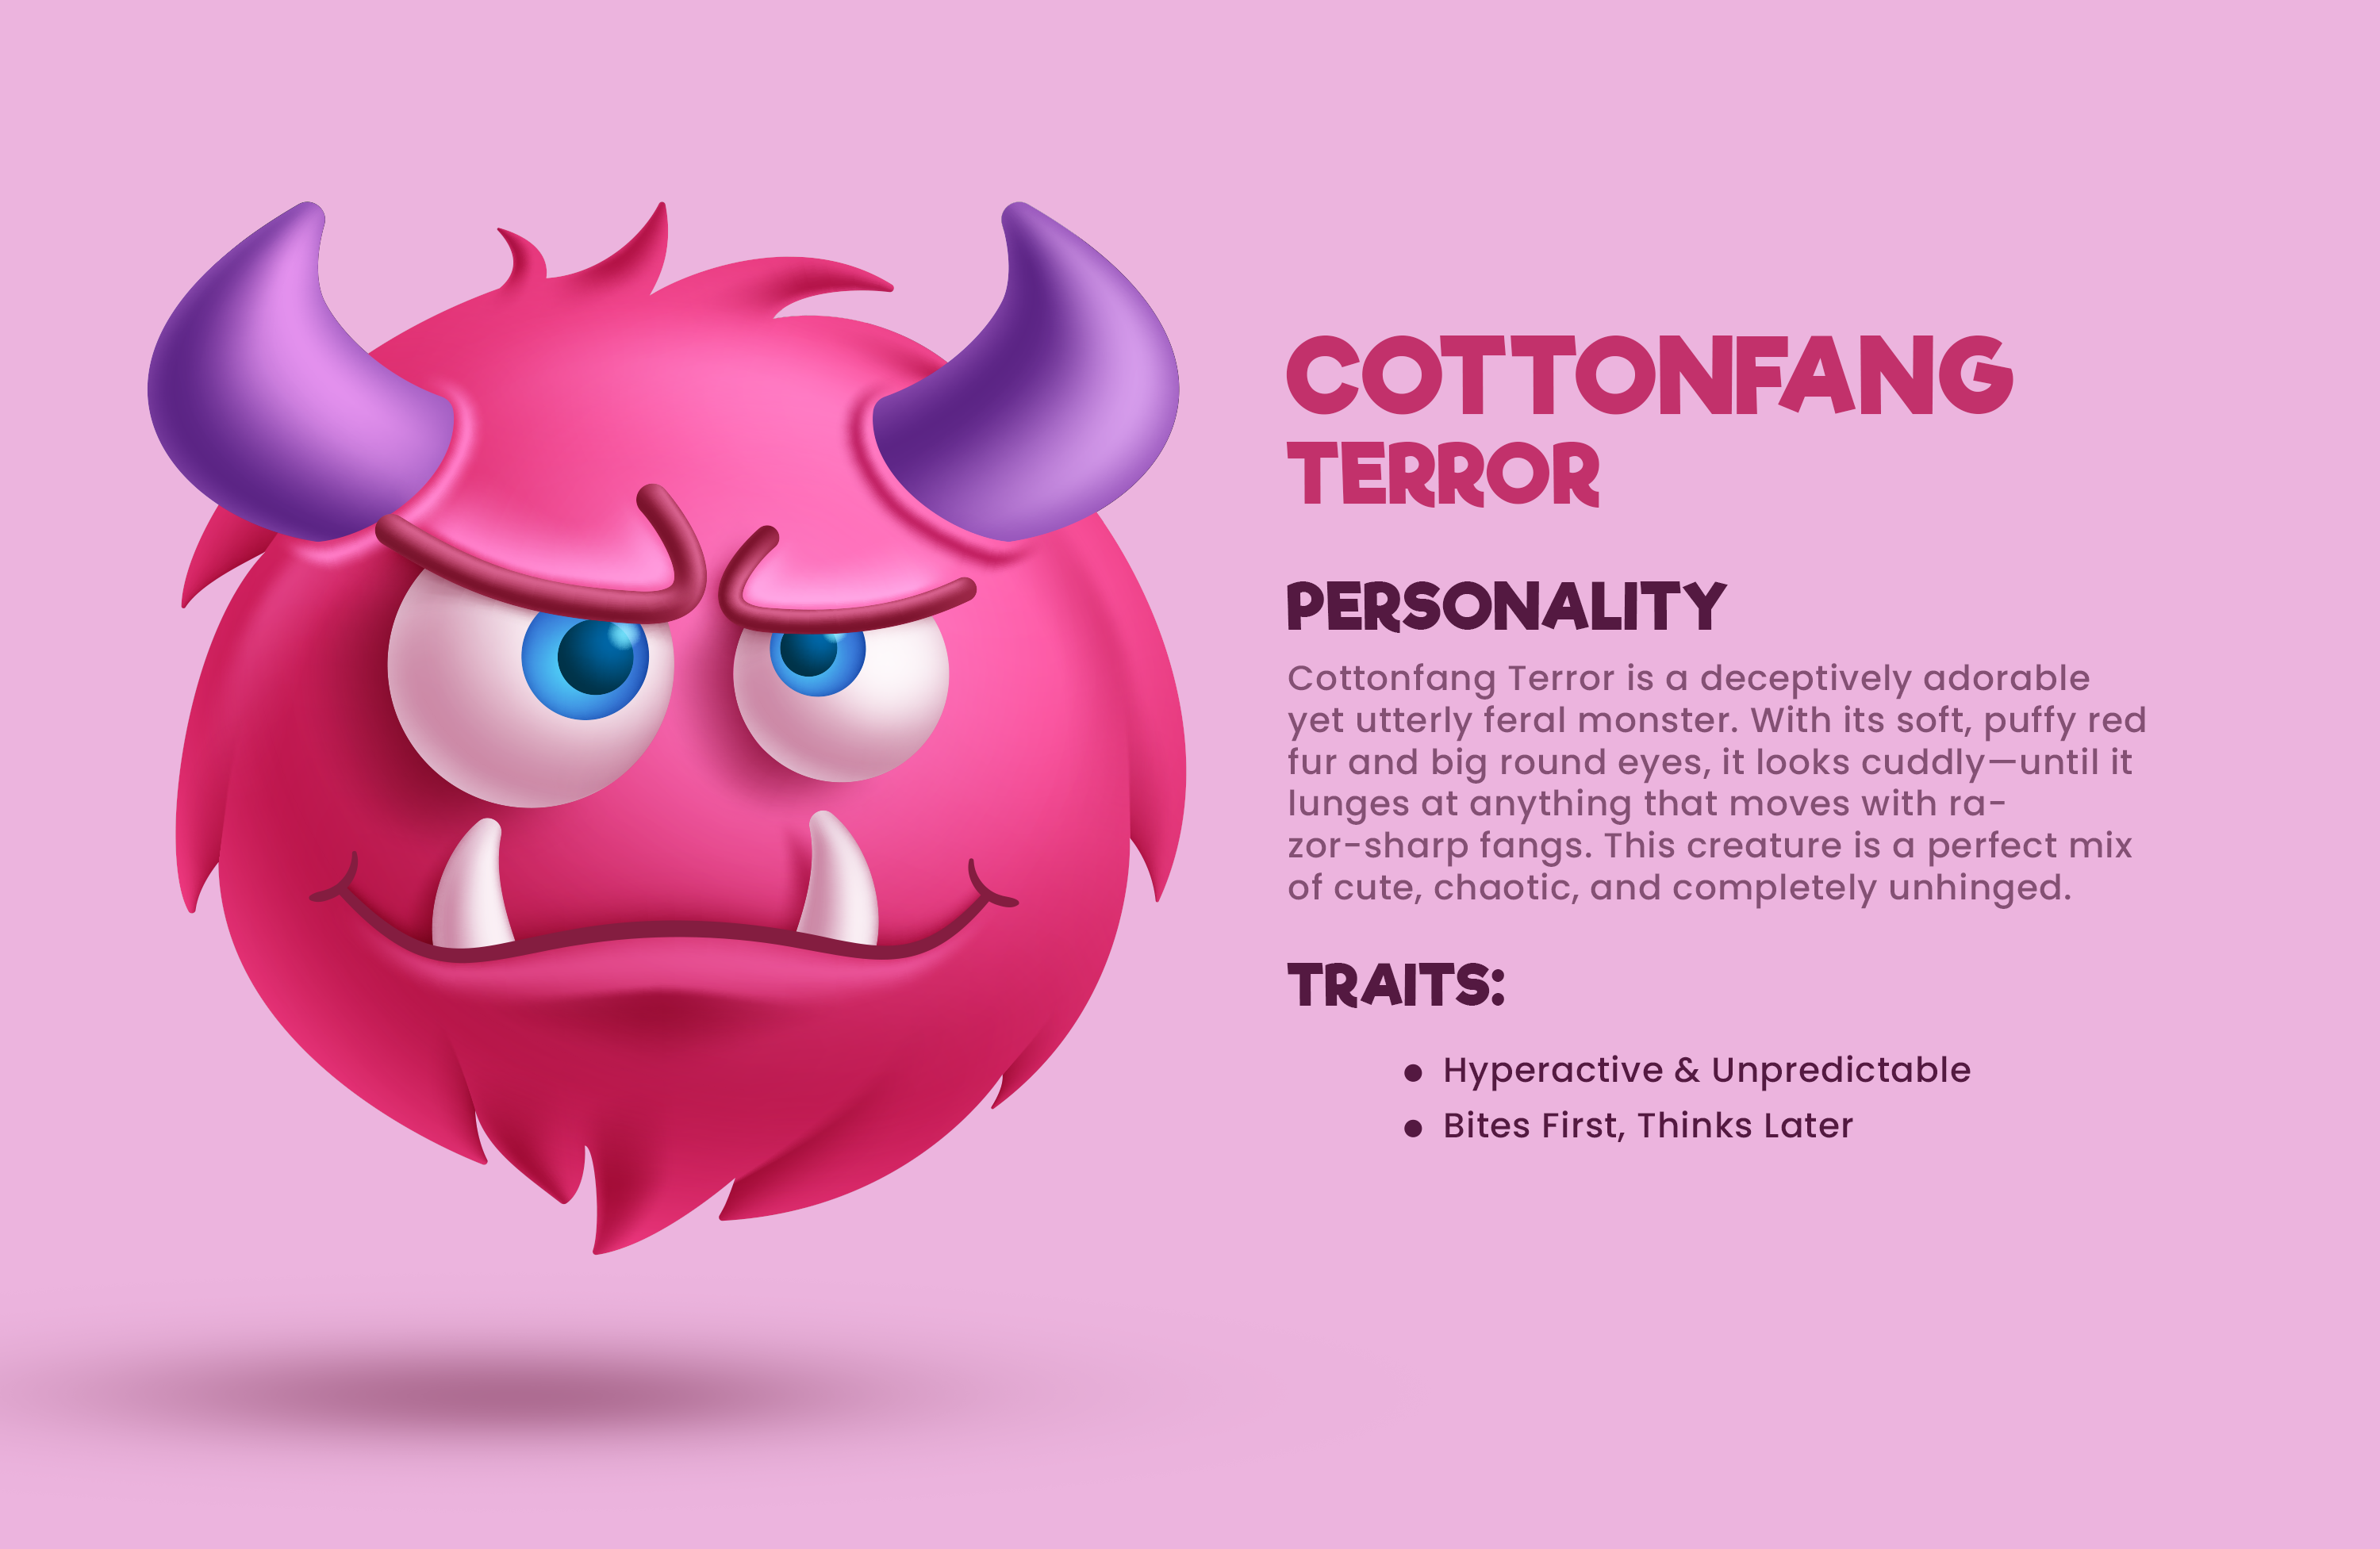 COTTONFANG
TERROR
PERSONALITY
Cottonfang Terror is a deceptively adorable
yet utterly feral monster. With its soft, puffy red
fur and big round eyes, it looks cuddly—until it
lunges at anything that moves with ra-
zor-sharp fangs. This creature is a perfect mix
of cute, chaotic, and completely unhinged.
TRAITS:
● Hyperactive & Unpredictable
● Bites First, Thinks Later